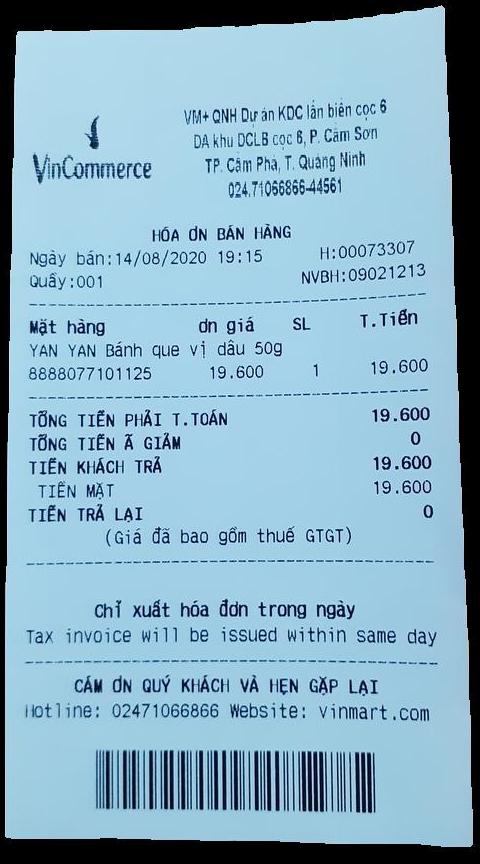 VinCommerce
VM+ QNH Dự án KDC lấn biển cọc 6
DA khu DCLB cọc 6, P. Cẩm Sơn
TP. Cẩm Phả, T. Quảng Ninh
024.71066866-44561
HÓA ƠN BÁN HÀNG
Ngày bán:14/08/2020 19:15 H:00073307
Quầy:001 NVBH:09021213
Mặt hàng ơn giá SL T.Tiền
YAN YAN Bánh que vị dâu 50g
8888077101125 19.600 1 19.600
TỔNG TIỀN PHẢI T.TOÁN 19.600
TỔNG TIỀN Ã GIẢM 0
TIỀN KHÁCH TRẢ 19.600
TIỀN MẶT 19.600
TIỀN TRẢ LẠI 0
(Giá đã bao gồm thuế GTGT)
Chỉ xuất hóa đơn trong ngày
Tax invoice will be issued within same day
CÁM ƠN QUÝ KHÁCH VÀ HẸN GẶP LẠI
Hotline: 02471066866 Website: vinmart.com